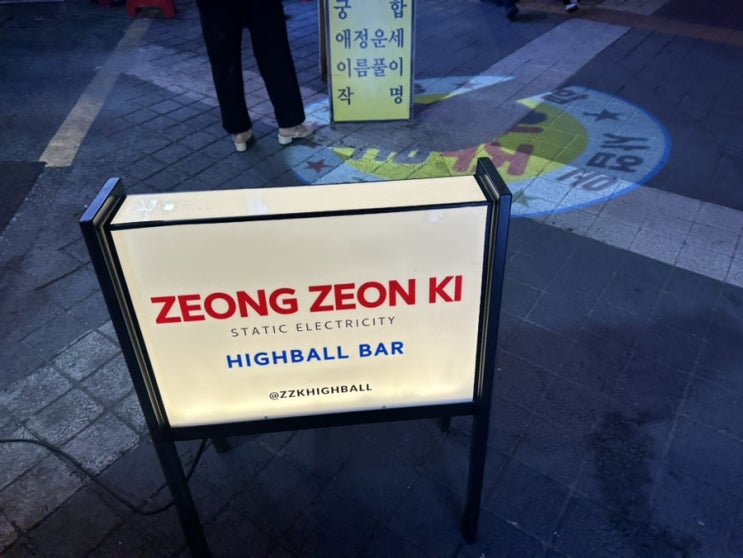 궁 합
애정운세
이름풀이
작 명
ZEONG ZEON KI
STATIC ELECTRICITY
HIGHBALL BAR
@ZZKHIGHBALL